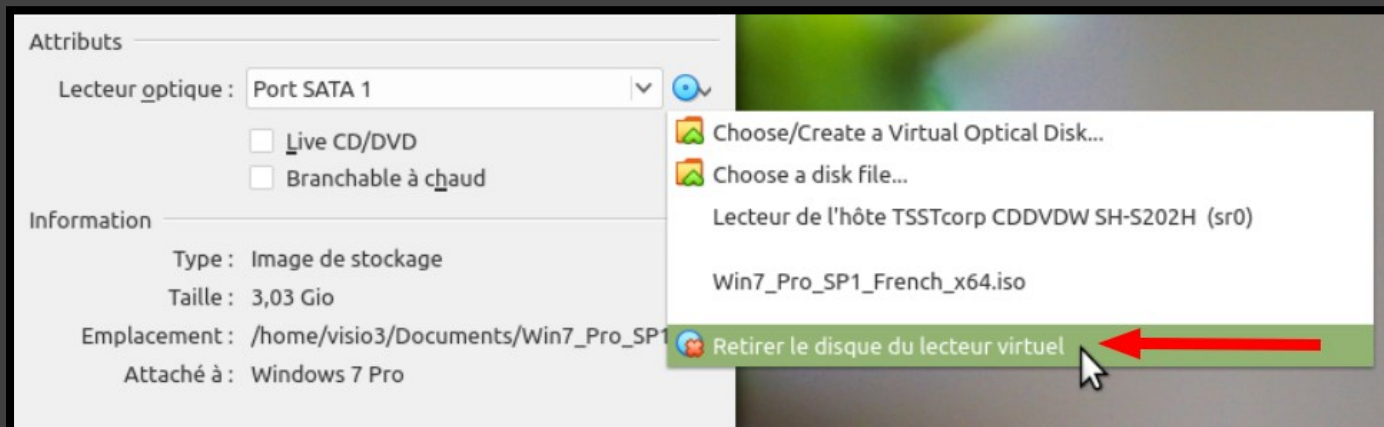 Attributs
Lecteur optique : Port SATA 1
Live CD/DVD
Branchable à chaud
Information
Type : Image de stockage
Taille : 3,03 Gio
Emplacement : /home/visio3/Documents/Win7_Pro_SP1
Attaché à : Windows 7 Pro
Choose/Create a Virtual Optical Disk...
Choose a disk file...
Lecteur de l'hôte TSSTcorp CDDVDW SH-S202H (sr0)
Win7_Pro_SP1_French_x64.iso
Retirer le disque du lecteur virtuel